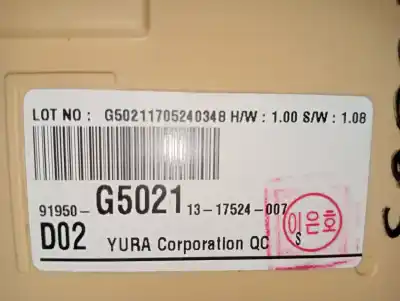 LOT NO : G50211705240348 H/W : 1.00 S/W : 1.08
91950- G5021 13-17524-007
D02 YURA Corporation QC S
이은호